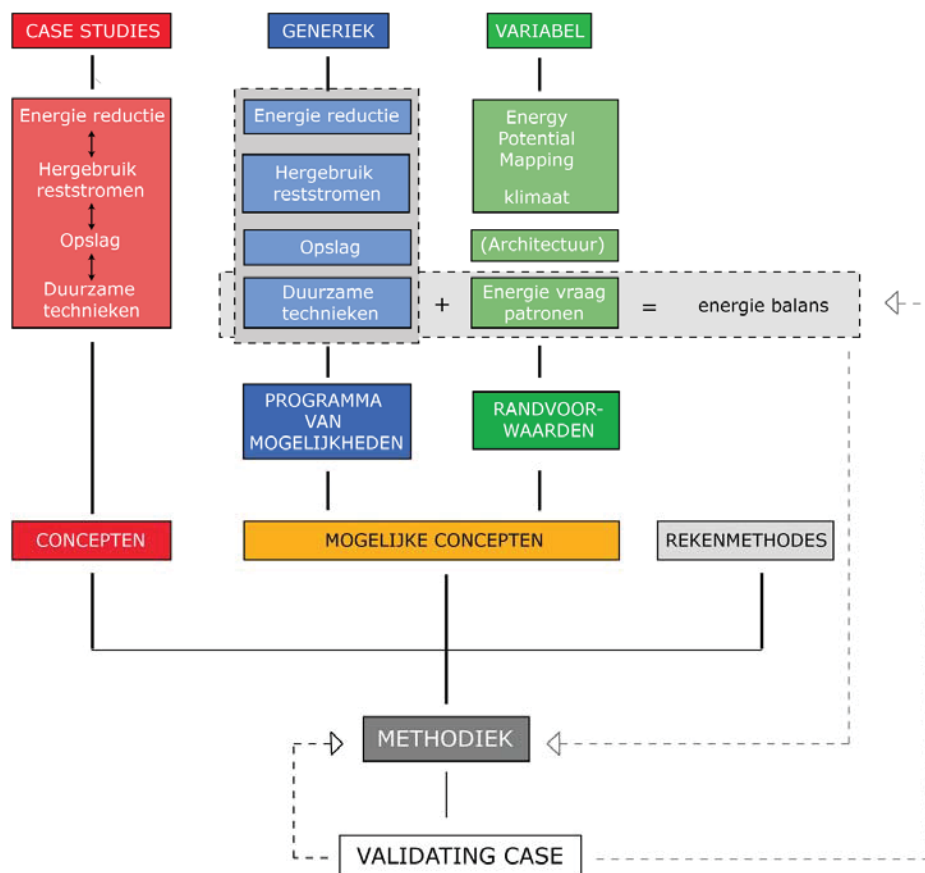 CASE STUDIES
GENERIEK
VARIABEL
Energie reductie
Hergebruik
reststromen
Opslag
Duurzame
technieken
Energie reductie
Hergebruik
reststromen
Opslag
Duurzame
technieken
+
Energy
Potential
Mapping
klimaat
(Architectuur)
Energie vraag
patronen
=
energie balans
PROGRAMMA
VAN
MOGELIJKHEDEN
RANDVOOR-
WAARDEN
CONCEPTEN
MOGELIJKE CONCEPTEN
REKENMETHODES
METHODIEK
VALIDATING CASE